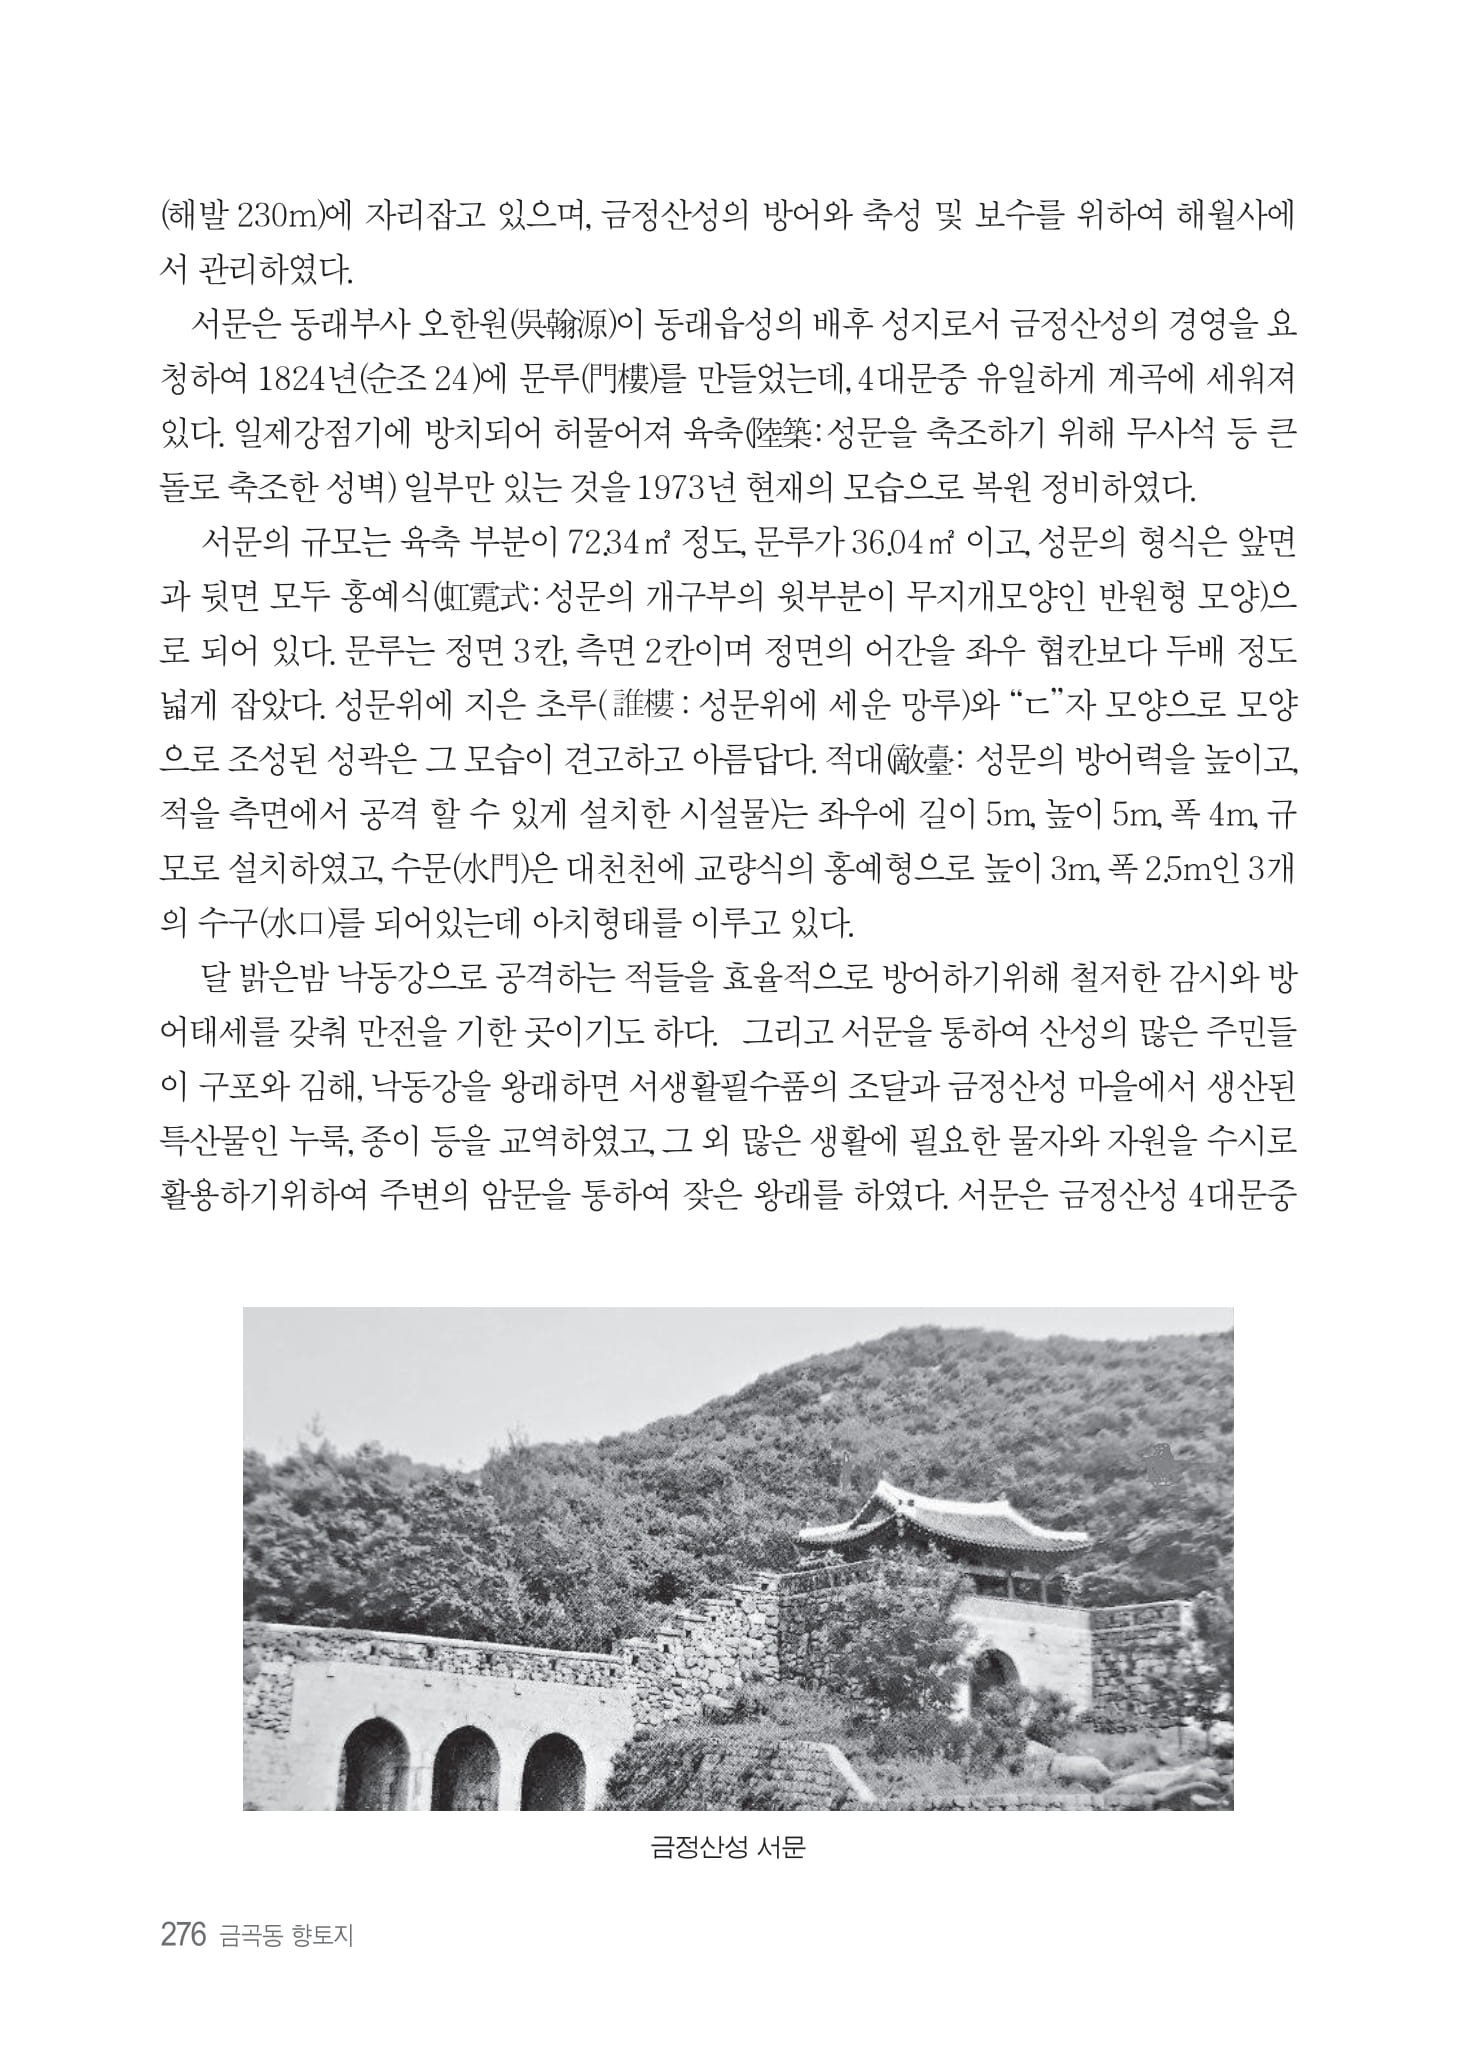 (해발 230m)에 자리잡고 있으며, 금정산성의 방어와 축성 및 보수를 위하여 해월사에
서 관리하였다.
서문은 동래부사 오한원(吳翰源)이 동래읍성의 배후 성지로서 금정산성의 경영을 요
청하여 1824년(순조 24)에 문루(門樓)를 만들었는데, 4대문중 유일하게 계곡에 세워져
있다. 일제강점기에 방치되어 허물어져 육축(陸築:성문을 축조하기 위해 무사석 등 큰
돌로 축조한 성벽) 일부만 있는 것을 1973년 현재의 모습으로 복원 정비하였다.
서문의 규모는 육축 부분이 72.34㎡ 정도, 문루가 36.04㎡ 이고, 성문의 형식은 앞면
과 뒷면 모두 홍예식(虹霓式:성문의 개구부의 윗부분이 무지개모양인 반원형 모양)으
로 되어 있다. 문루는 정면 3칸, 측면 2칸이며 정면의 어간을 좌우 협칸보다 두배 정도
넓게 잡았다. 성문위에 지은 초루( 誰樓 : 성문위에 세운 망루)와 “ㄷ”자 모양으로 모양
으로 조성된 성곽은 그 모습이 견고하고 아름답다. 적대(敵臺: 성문의 방어력을 높이고,
적을 측면에서 공격 할 수 있게 설치한 시설물)는 좌우에 길이 5m, 높이 5m, 폭 4m, 규
모로 설치하였고, 수문(水門)은 대천천에 교량식의 홍예형으로 높이 3m, 폭 2.5m인 3개
의 수구(水口)를 되어있는데 아치형태를 이루고 있다.
달 밝은밤 낙동강으로 공격하는 적들을 효율적으로 방어하기위해 철저한 감시와 방
어태세를 갖춰 만전을 기한 곳이기도 하다. 그리고 서문을 통하여 산성의 많은 주민들
이 구포와 김해, 낙동강을 왕래하면 서생활필수품의 조달과 금정산성 마을에서 생산된
특산물인 누룩, 종이 등을 교역하였고, 그 외 많은 생활에 필요한 물자와 자원을 수시로
활용하기위하여 주변의 암문을 통하여 잦은 왕래를 하였다. 서문은 금정산성 4대문중
금정산성 서문
276 금곡동 향토지